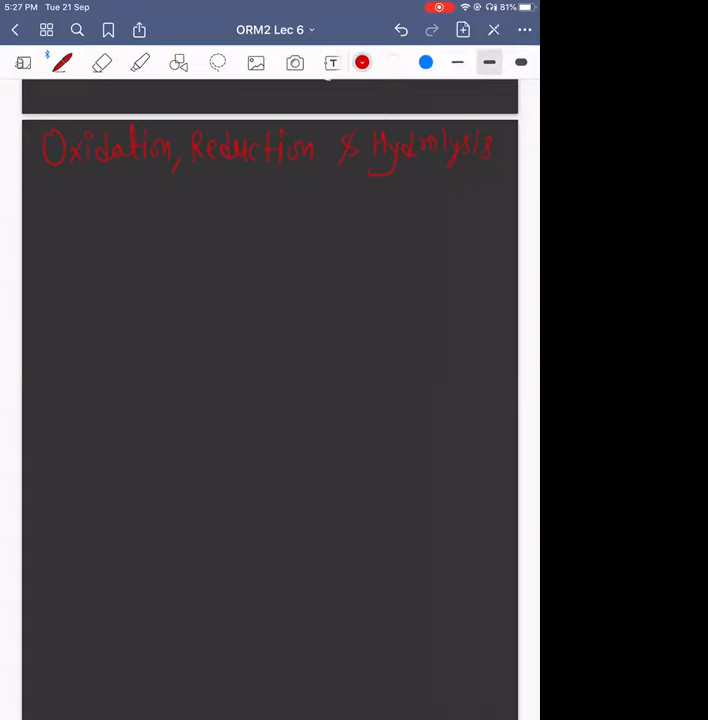 5:27 PM Tue 21 Sep 81%
ORM2 Lec 6
T
Oxidation, Reduction & Hydrolysis